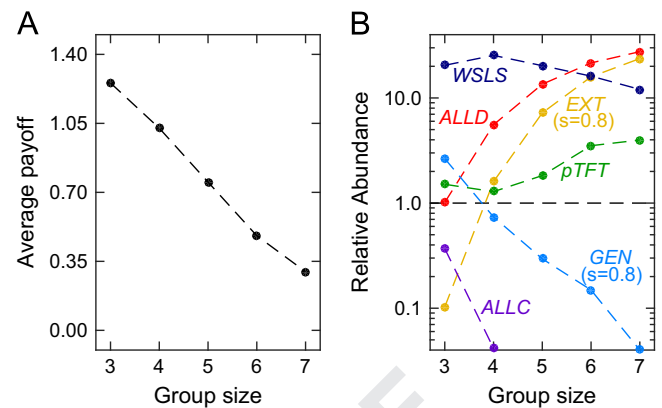 A
B
1.40
1.05
0.70
0.35
0.00
Average payoff
3 4 5 6 7
Group size
10.0
1.0
0.1
Relative Abundance
WSLS
ALLD
EXT
(s=0.8)
pTFT
GEN
(s=0.8)
ALLC
3 4 5 6 7
Group size